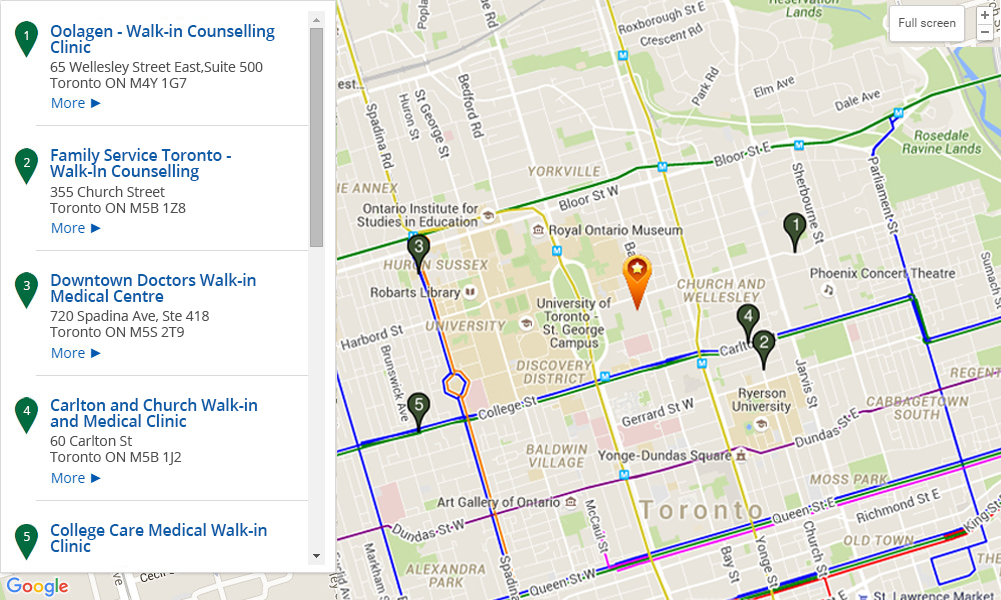 1
Oolagen - Walk-in Counselling
Clinic
65 Wellesley Street East,Suite 500
Toronto ON M4Y 1G7
More ►
2
Family Service Toronto -
Walk-In Counselling
355 Church Street
Toronto ON M5B 1Z8
More ►
3
Downtown Doctors Walk-in
Medical Centre
720 Spadina Ave, Ste 418
Toronto ON M5S 2T9
More ►
4
Carlton and Church Walk-in
and Medical Clinic
60 Carlton St
Toronto ON M5B 1J2
More ►
5
College Care Medical Walk-in
Clinic
Google
Full screen
+
−
Roxborough St E
Crescent Rd
Reservation
Lands
Park Rd
Elm Ave
Dale Ave
Rosedale
Ravine Lands
Spadina Rd
Huron St
St George St
Bedford Rd
YORKVILLE
Bloor St E
Bloor St W
Parliament St
Sherbourne St
Ontario Institute for
Studies in Education
Royal Ontario Museum
1
3
HURON SUSSEX
Robarts Library
Phoenix Concert Theatre
CHURCH AND
WELLESLEY
UNIVERSITY
University of
Toronto -
St. George
Campus
Harbord St
4
2
DISCOVERY
DISTRICT
Brunswick Ave
Jarvis St
Ryerson
University
CABBAGETOWN
SOUTH
5
College St
Gerrard St W
Dundas St E
BALDWIN
VILLAGE
Yonge-Dundas Square
MOSS PARK
Art Gallery of Ontario
Toronto
Queen St E
Richmond St E
Dundas St W
McCaul St
King St
OLD TOWN
Bay St
Yonge St
Church St
ALEXANDRA
PARK
Queen St W
St. Lawrence Market